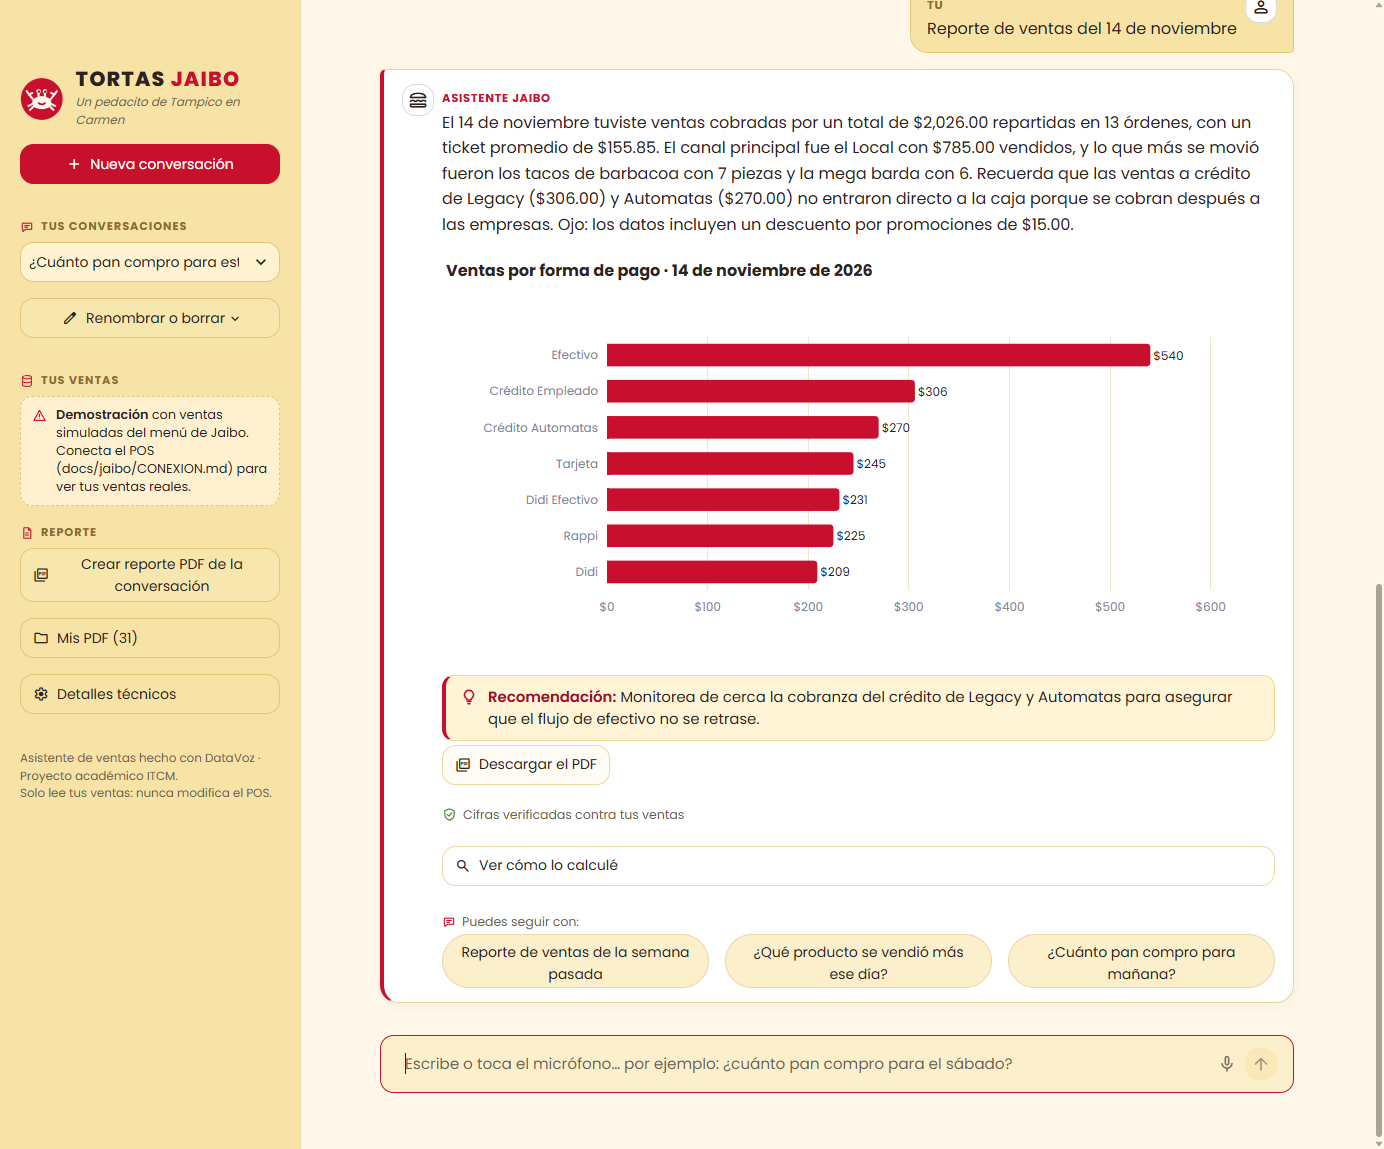 TORTAS JAIBO
Un pedacito de Tampico en
Carmen
Nueva conversación
TUS CONVERSACIONES
¿Cuánto pan compro para est
Renombrar o borrar
TUS VENTAS
Demostración con ventas
simuladas del menú de Jaibo.
Conecta el POS
(docs/jaibo/CONEXION.md) para
ver tus ventas reales.
REPORTE
Crear reporte PDF de la
conversación
Mis PDF (31)
Detalles técnicos
Asistente de ventas hecho con DataVoz ·
Proyecto académico ITCM.
Solo lee tus ventas: nunca modifica el POS.
TÚ
Reporte de ventas del 14 de noviembre
ASISTENTE JAIBO
El 14 de noviembre tuviste ventas cobradas por un total de $2,026.00 repartidas en 13 órdenes, con un
ticket promedio de $155.85. El canal principal fue el Local con $785.00 vendidos, y lo que más se movió
fueron los tacos de barbacoa con 7 piezas y la mega barda con 6. Recuerda que las ventas a crédito
de Legacy ($306.00) y Automatas ($270.00) no entraron directo a la caja porque se cobran después a
las empresas. Ojo: los datos incluyen un descuento por promociones de $15.00.
Ventas por forma de pago · 14 de noviembre de 2026
Efectivo $540
Crédito Empleado $306
Crédito Automatas $270
Tarjeta $245
Didi Efectivo $231
Rappi $225
Didi $209
$0 $100 $200 $300 $400 $500 $600
Recomendación: Monitorea de cerca la cobranza del crédito de Legacy y Automatas para asegurar
que el flujo de efectivo no se retrase.
Descargar el PDF
Cifras verificadas contra tus ventas
Ver cómo lo calculé
Puedes seguir con:
Reporte de ventas de la semana
pasada
¿Qué producto se vendió más
ese día?
¿Cuánto pan compro para
mañana?
Escribe o toca el micrófono... por ejemplo: ¿cuánto pan compro para el sábado?